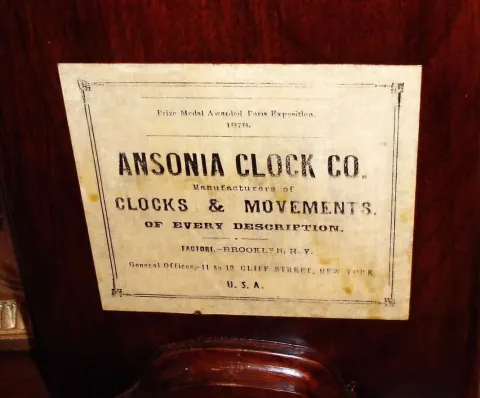 Prize Medal Awarded Paris Exposition.
1878.
ANSONIA CLOCK CO.
Manufacturers of
CLOCKS & MOVEMENTS.
OF EVERY DESCRIPTION.
FACTORY,-BROOKLYN, N. Y.
General Offices,-11 to 12 CLIFF STREET, NEW YORK
U. S. A.